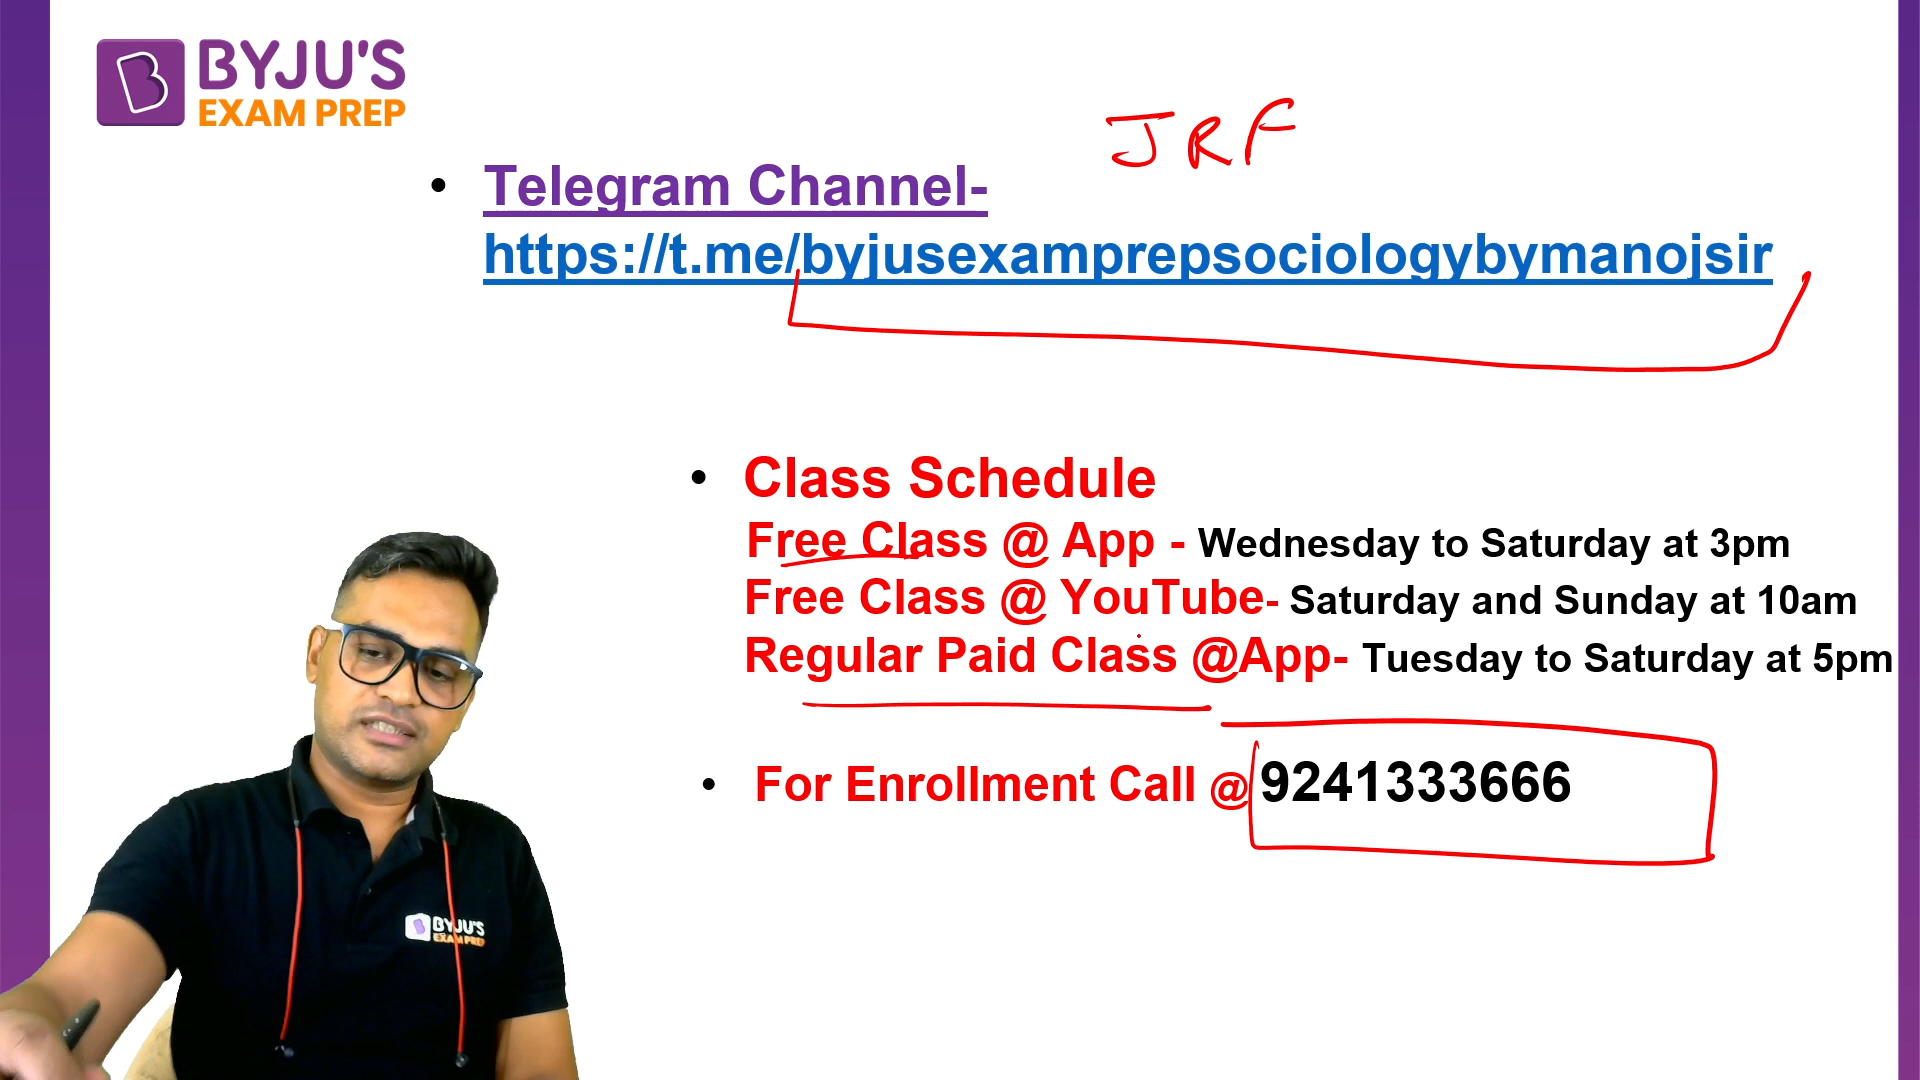 BYJU'S
EXAM PREP
JRF
• Telegram Channel-
https://t.me/byjusexamprepsociologybymanojsir
• Class Schedule
Free Class @ App - Wednesday to Saturday at 3pm
Free Class @ YouTube- Saturday and Sunday at 10am
Regular Paid Class @App- Tuesday to Saturday at 5pm
• For Enrollment Call @ 9241333666
BYJU'S
EXAM PREP